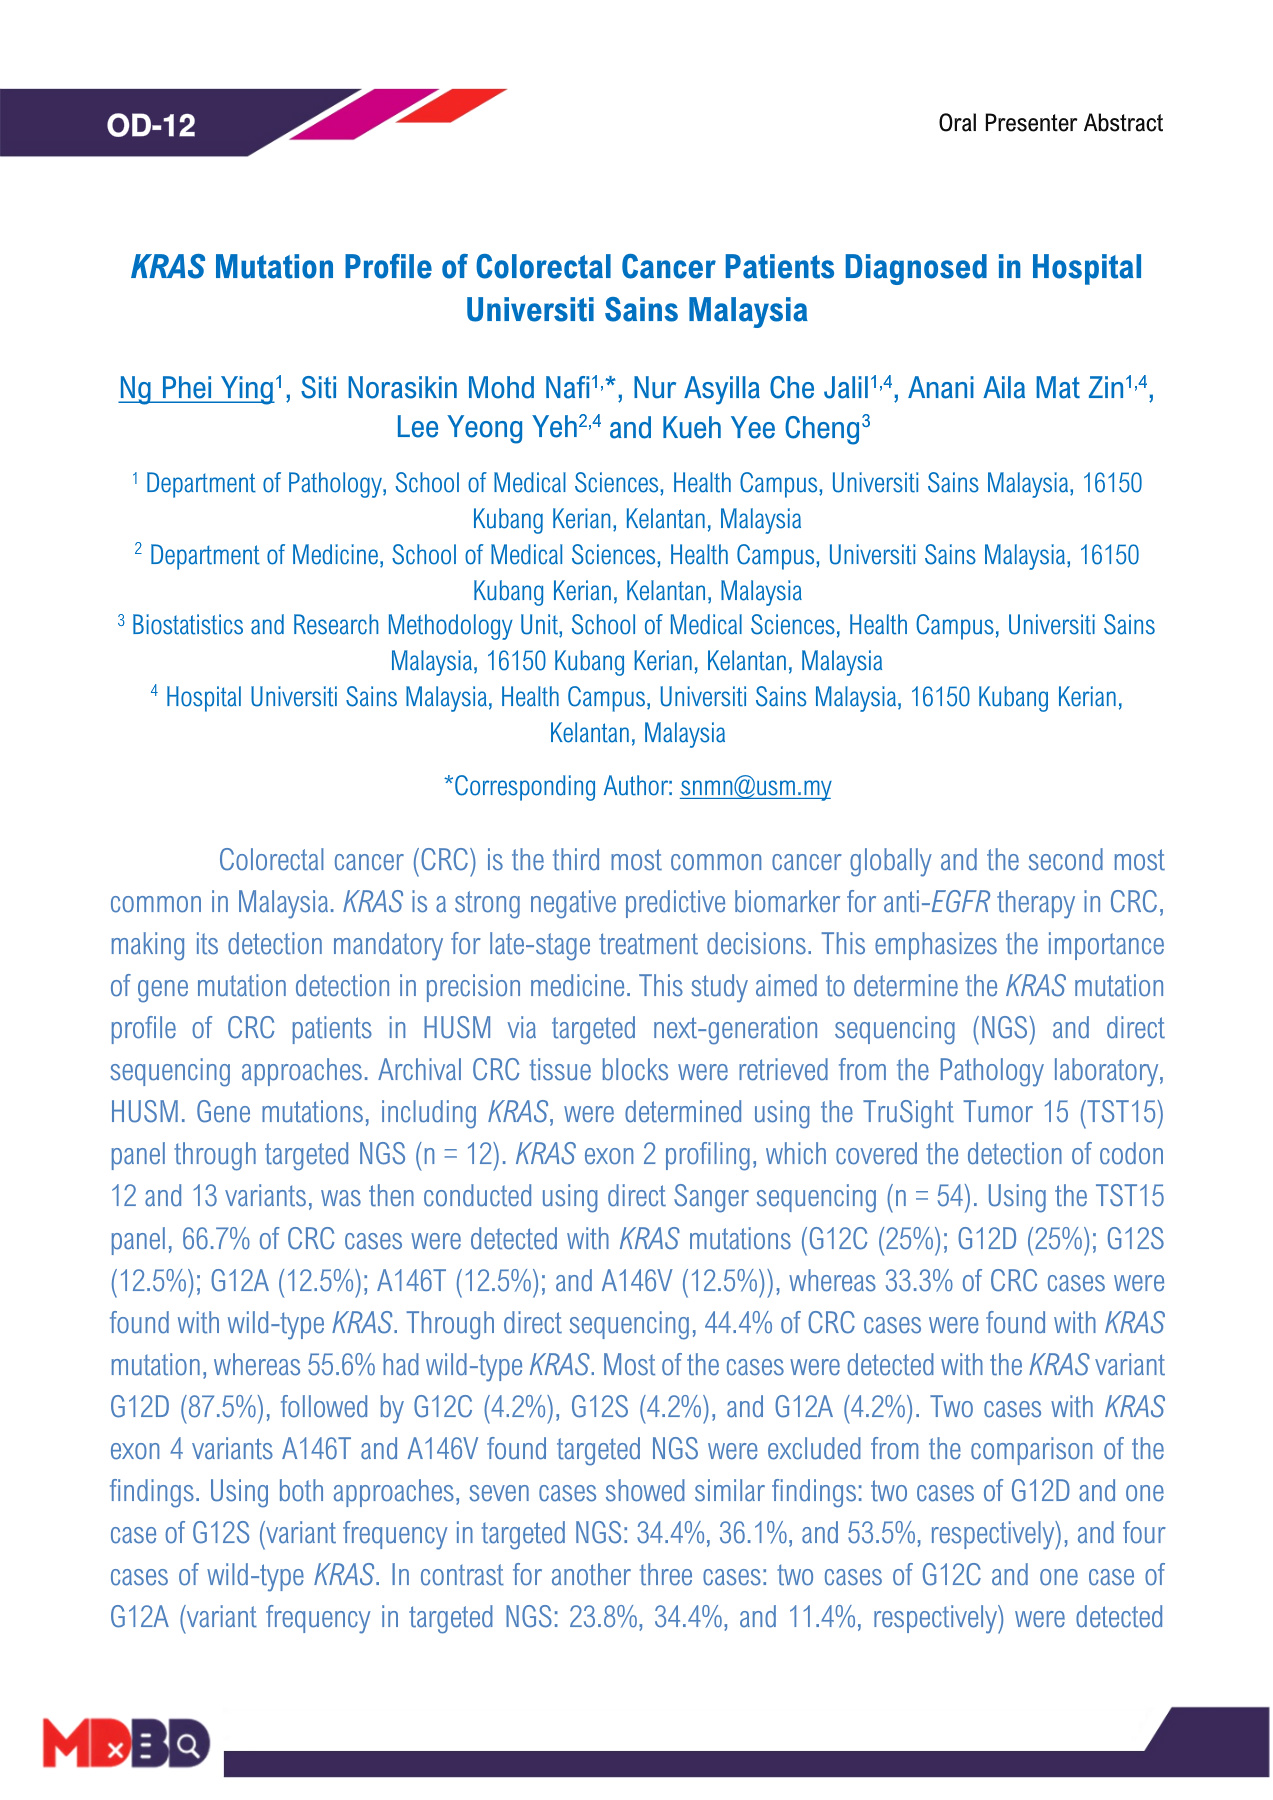 OD-12
Oral Presenter Abstract
KRAS Mutation Profile of Colorectal Cancer Patients Diagnosed in Hospital
Universiti Sains Malaysia
Ng Phei Ying1, Siti Norasikin Mohd Nafi1,*, Nur Asyilla Che Jalil1,4, Anani Aila Mat Zin1,4,
Lee Yeong Yeh2,4 and Kueh Yee Cheng3
1 Department of Pathology, School of Medical Sciences, Health Campus, Universiti Sains Malaysia, 16150
Kubang Kerian, Kelantan, Malaysia
2 Department of Medicine, School of Medical Sciences, Health Campus, Universiti Sains Malaysia, 16150
Kubang Kerian, Kelantan, Malaysia
3 Biostatistics and Research Methodology Unit, School of Medical Sciences, Health Campus, Universiti Sains
Malaysia, 16150 Kubang Kerian, Kelantan, Malaysia
4 Hospital Universiti Sains Malaysia, Health Campus, Universiti Sains Malaysia, 16150 Kubang Kerian,
Kelantan, Malaysia
*Corresponding Author: snmn@usm.my
Colorectal cancer (CRC) is the third most common cancer globally and the second most
common in Malaysia. KRAS is a strong negative predictive biomarker for anti-EGFR therapy in CRC,
making its detection mandatory for late-stage treatment decisions. This emphasizes the importance
of gene mutation detection in precision medicine. This study aimed to determine the KRAS mutation
profile of CRC patients in HUSM via targeted next-generation sequencing (NGS) and direct
sequencing approaches. Archival CRC tissue blocks were retrieved from the Pathology laboratory,
HUSM. Gene mutations, including KRAS, were determined using the TruSight Tumor 15 (TST15)
panel through targeted NGS (n = 12). KRAS exon 2 profiling, which covered the detection of codon
12 and 13 variants, was then conducted using direct Sanger sequencing (n = 54). Using the TST15
panel, 66.7% of CRC cases were detected with KRAS mutations (G12C (25%); G12D (25%); G12S
(12.5%); G12A (12.5%); A146T (12.5%); and A146V (12.5%)), whereas 33.3% of CRC cases were
found with wild-type KRAS. Through direct sequencing, 44.4% of CRC cases were found with KRAS
mutation, whereas 55.6% had wild-type KRAS. Most of the cases were detected with the KRAS variant
G12D (87.5%), followed by G12C (4.2%), G12S (4.2%), and G12A (4.2%). Two cases with KRAS
exon 4 variants A146T and A146V found targeted NGS were excluded from the comparison of the
findings. Using both approaches, seven cases showed similar findings: two cases of G12D and one
case of G12S (variant frequency in targeted NGS: 34.4%, 36.1%, and 53.5%, respectively), and four
cases of wild-type KRAS. In contrast for another three cases: two cases of G12C and one case of
G12A (variant frequency in targeted NGS: 23.8%, 34.4%, and 11.4%, respectively) were detected
MDxBD